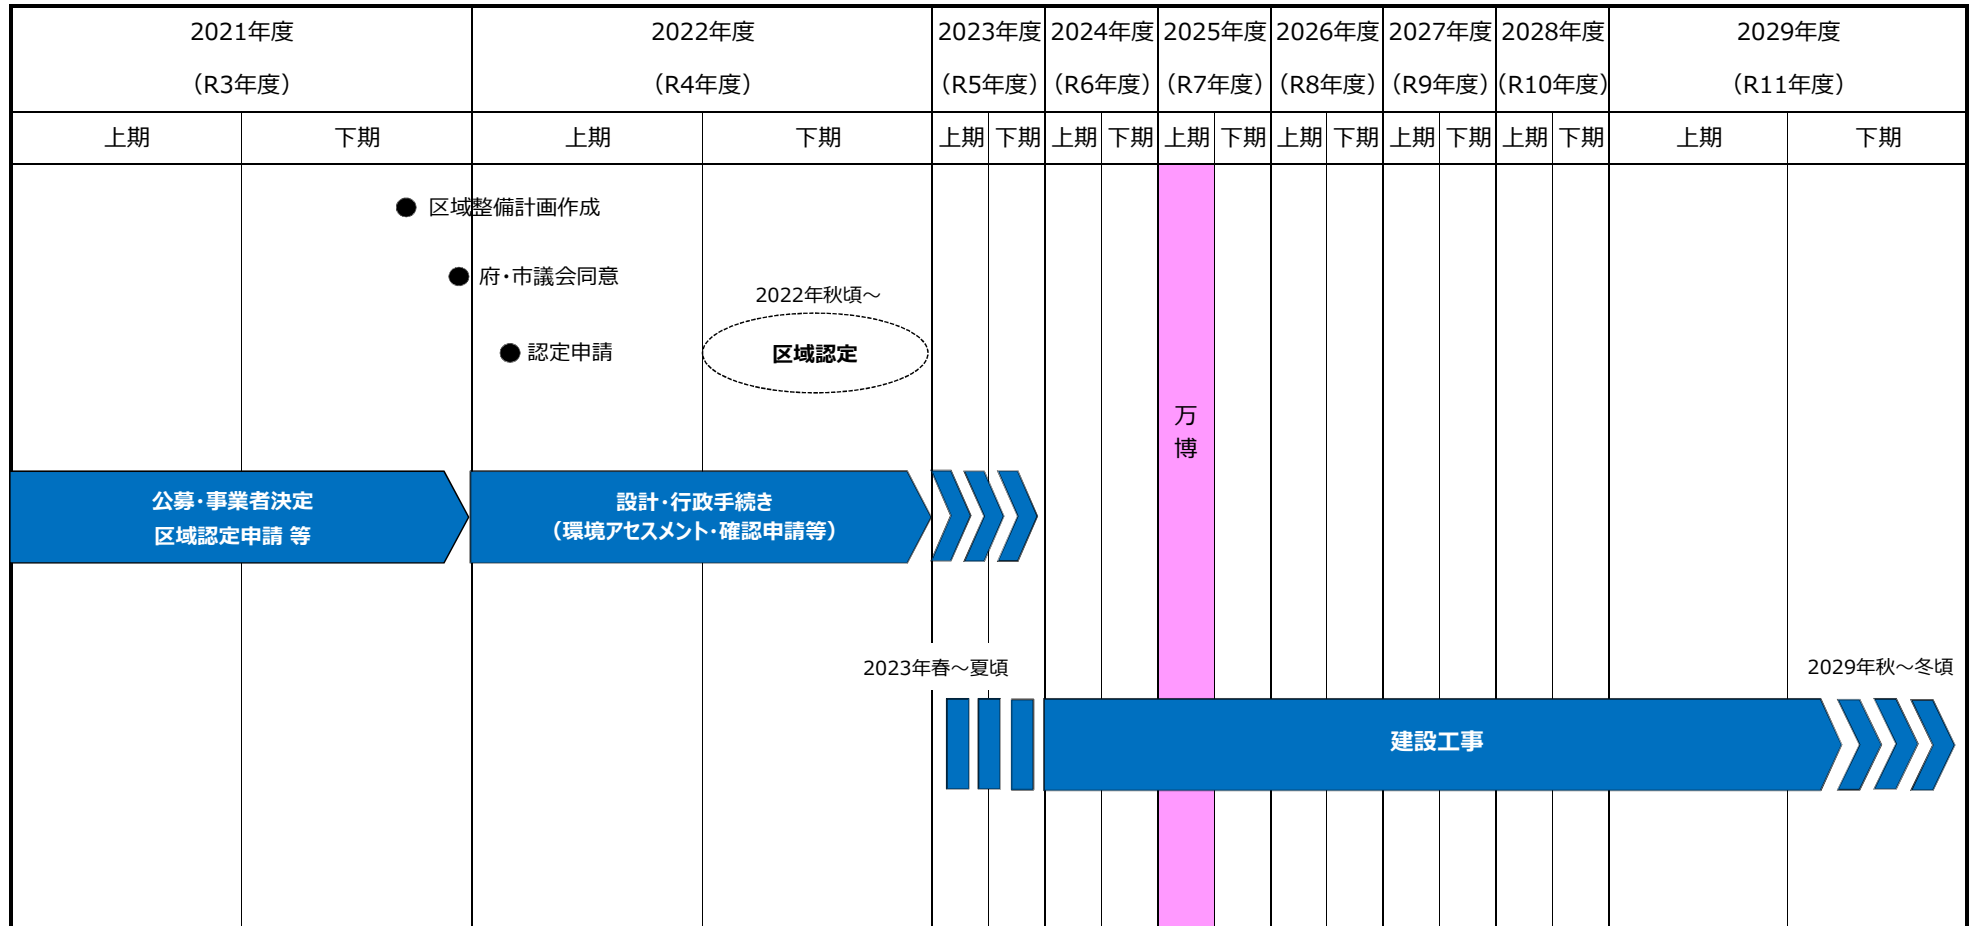 2021年度
2022年度
2023年度
2024年度
2025年度
2026年度
2027年度
2028年度
2029年度
（R3年度）
（R4年度）
（R5年度）
（R6年度）
（R7年度）
（R8年度）
（R9年度）
（R10年度）
（R11年度）
上期
下期
上期
下期
上期
下期
上期
下期
上期
下期
上期
下期
上期
下期
上期
下期
上期
下期
● 区域整備計画作成
● 府・市議会同意
2022年秋頃～
● 認定申請
区域認定
万
博
公募・事業者決定
区域認定申請 等
設計・行政手続き
（環境アセスメント・確認申請等）
2023年春～夏頃
2029年秋～冬頃
建設工事